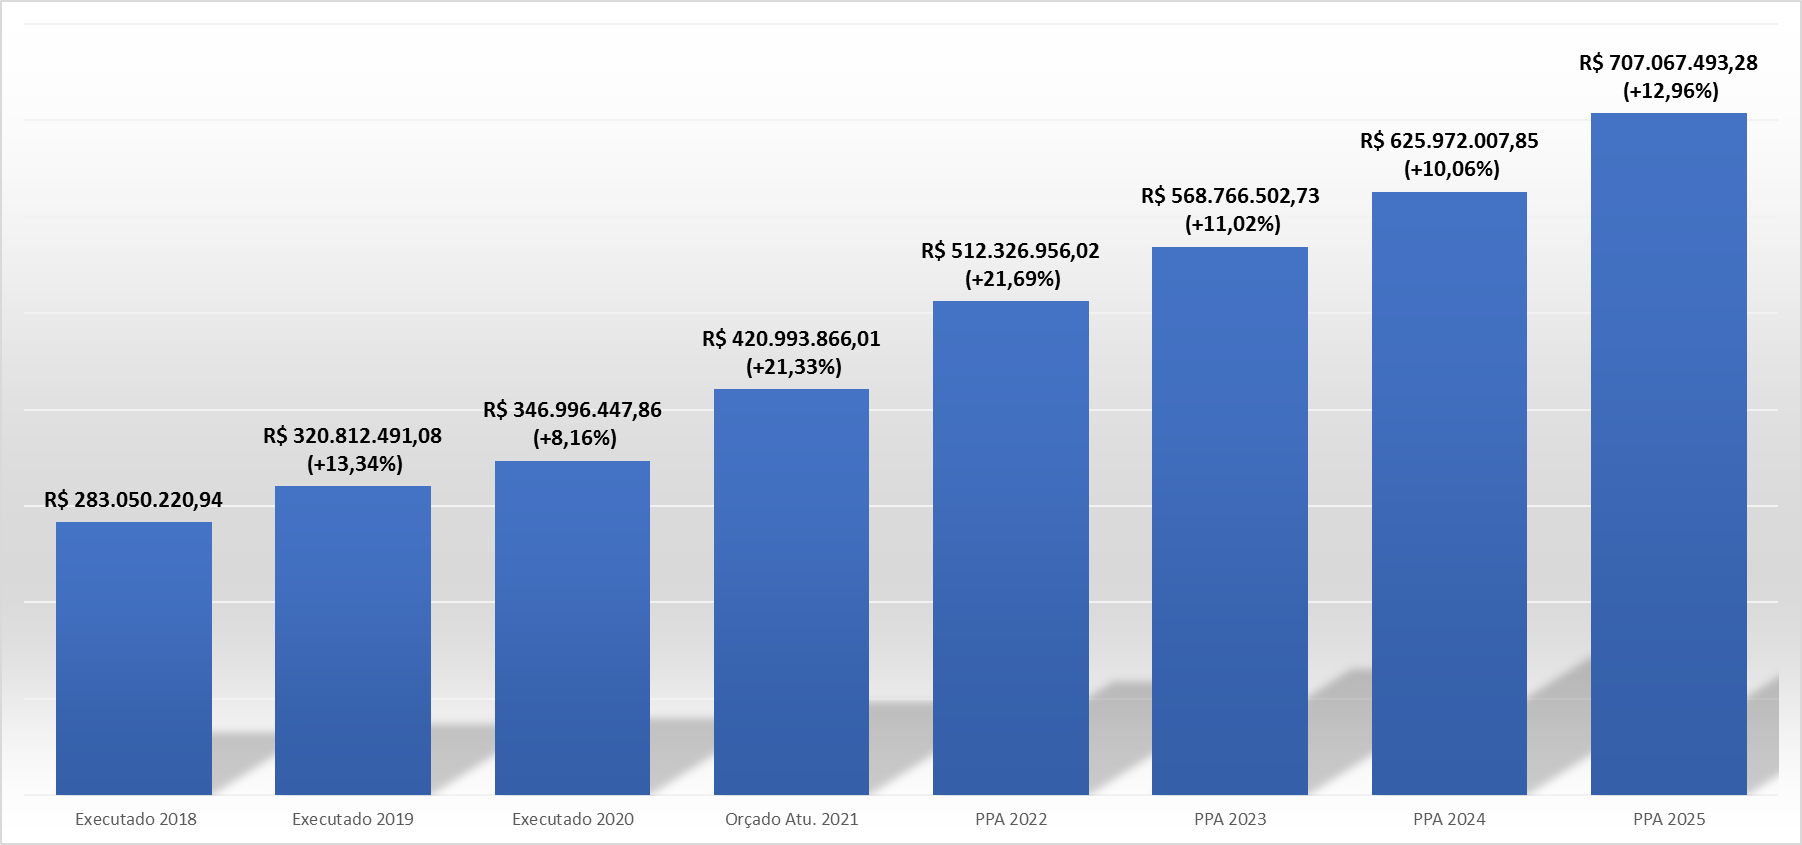 R$ 283.050.220,94
R$ 320.812.491,08
(+13,34%)
R$ 346.996.447,86
(+8,16%)
R$ 420.993.866,01
(+21,33%)
R$ 512.326.956,02
(+21,69%)
R$ 568.766.502,73
(+11,02%)
R$ 625.972.007,85
(+10,06%)
R$ 707.067.493,28
(+12,96%)
Executado 2018
Executado 2019
Executado 2020
Orçado Atu. 2021
PPA 2022
PPA 2023
PPA 2024
PPA 2025